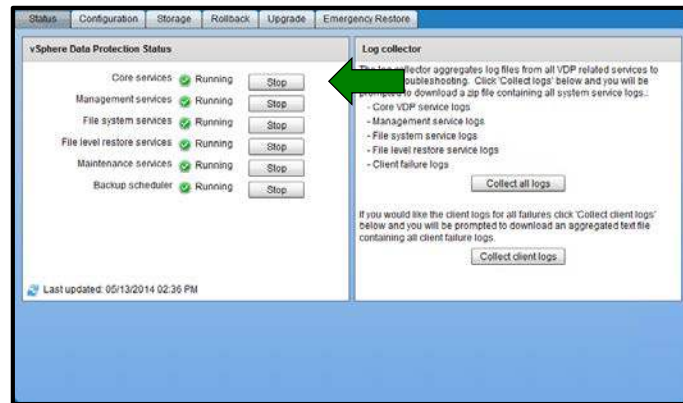 Status Configuration Storage Rollback Upgrade Emergency Restore
vSphere Data Protection Status
Core services Running Stop
Management services Running Stop
File system services Running Stop
File level restore services Running Stop
Maintenance services Running Stop
Backup scheduler Running Stop
Last updated: 05/13/2014 02:36 PM
Log collector
The log collector aggregates log files from all VDP related services to
troubleshooting. Click 'Collect logs' below and you will be
prompted to download a zip file containing all system service logs.:
- Core VDP service logs
- Management service logs
- File system service logs
- File level restore service logs
- Client failure logs
Collect all logs
If you would like the client logs for all failures click 'Collect client logs'
below and you will be prompted to download an aggregated text file
containing all client failure logs.
Collect client logs